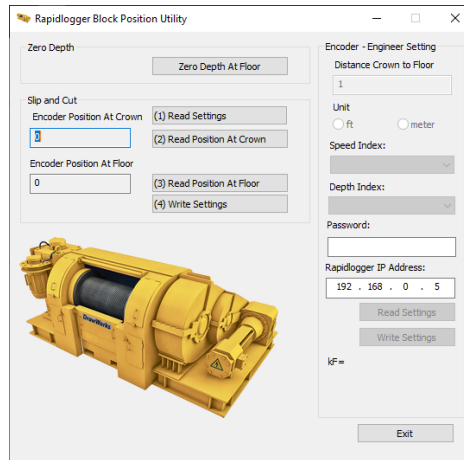 Rapidlogger Block Position Utility
Zero Depth
Zero Depth At Floor
Slip and Cut
Encoder Position At Crown
(1) Read Settings
0
(2) Read Position At Crown
Encoder Position At Floor
0
(3) Read Position At Floor
(4) Write Settings
DrawWorks
Encoder - Engineer Setting
Distance Crown to Floor
1
Unit
ft
meter
Speed Index:
Depth Index:
Password:
Rapidlogger IP Address:
192 . 168 . 0 . 5
Read Settings
Write Settings
kF=
Exit